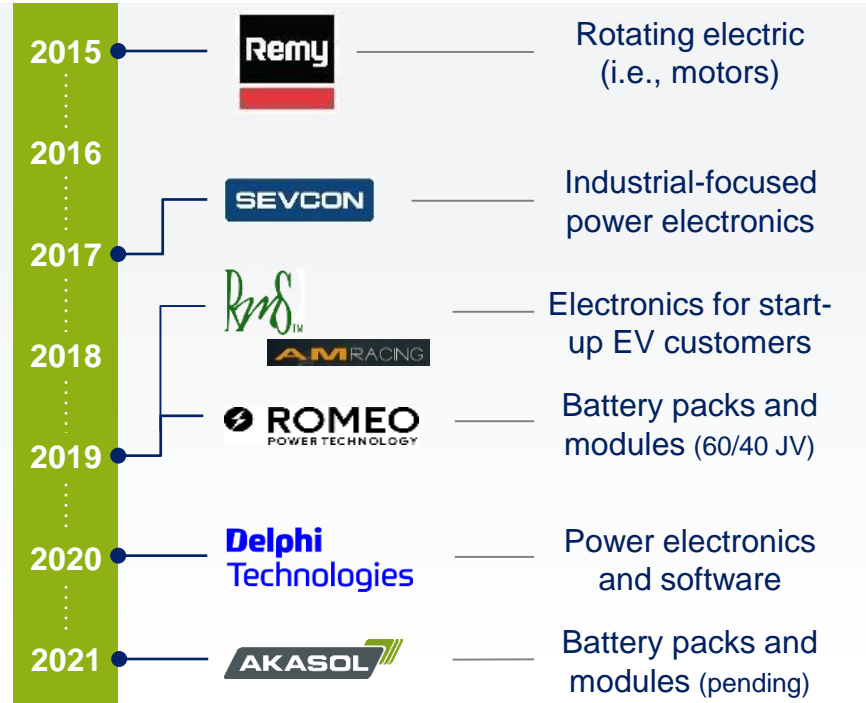 2015
Remy
Rotating electric
(i.e., motors)
2016
SEVCON
Industrial-focused
power electronics
2017
RMS TM
AM RACING
Electronics for start-
up EV customers
2018
ROMEO
POWER TECHNOLOGY
Battery packs and
modules (60/40 JV)
2019
Delphi
Technologies
Power electronics
and software
2020
AKASOL
Battery packs and
modules (pending)
2021